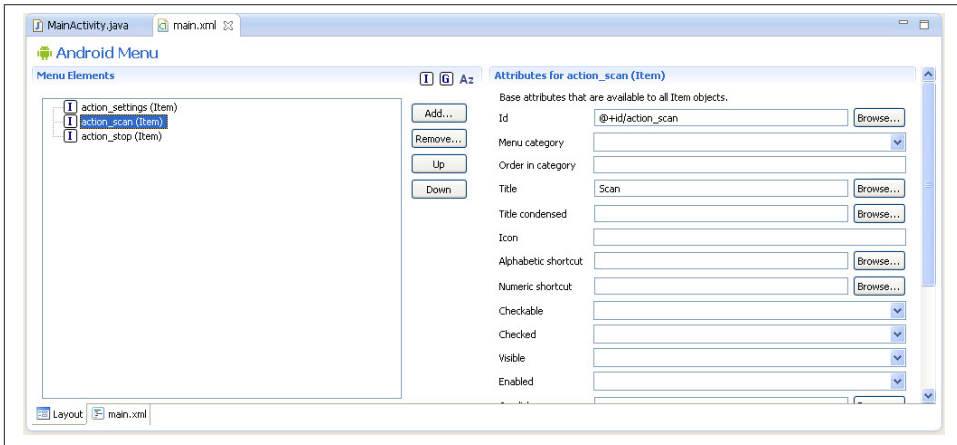 MainActivity.java
main.xml
Android Menu
Menu Elements
I G Az
I action_settings (Item)
I action_scan (Item)
I action_stop (Item)
Add...
Remove...
Up
Down
Attributes for action_scan (Item)
Base attributes that are available to all Item objects.
Id @+id/action_scan Browse...
Menu category
Order in category
Title Scan Browse...
Title condensed Browse...
Icon
Alphabetic shortcut Browse...
Numeric shortcut Browse...
Checkable
Checked
Visible
Enabled
Layout main.xml